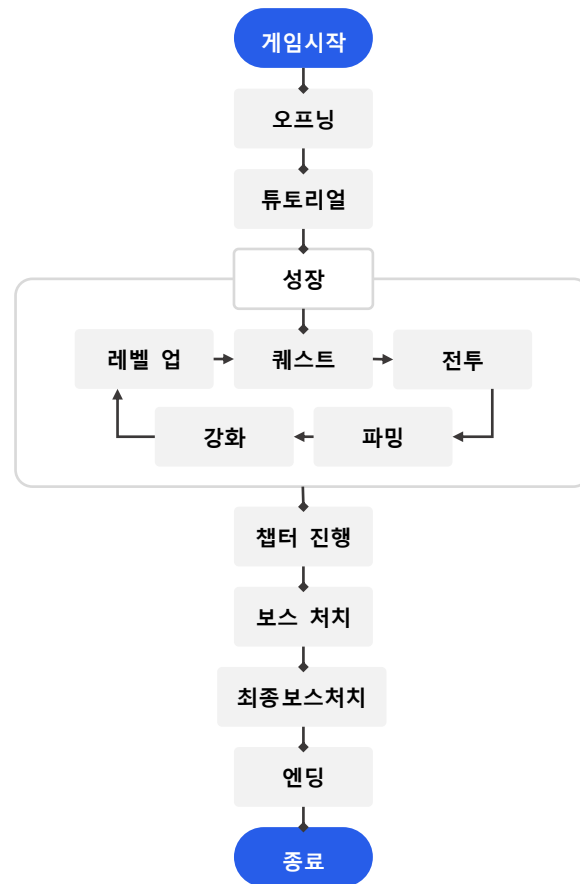 게임시작
오프닝
튜토리얼
성장
레벨 업
퀘스트
전투
강화
파밍
챕터 진행
보스 처치
최종보스처치
엔딩
종료